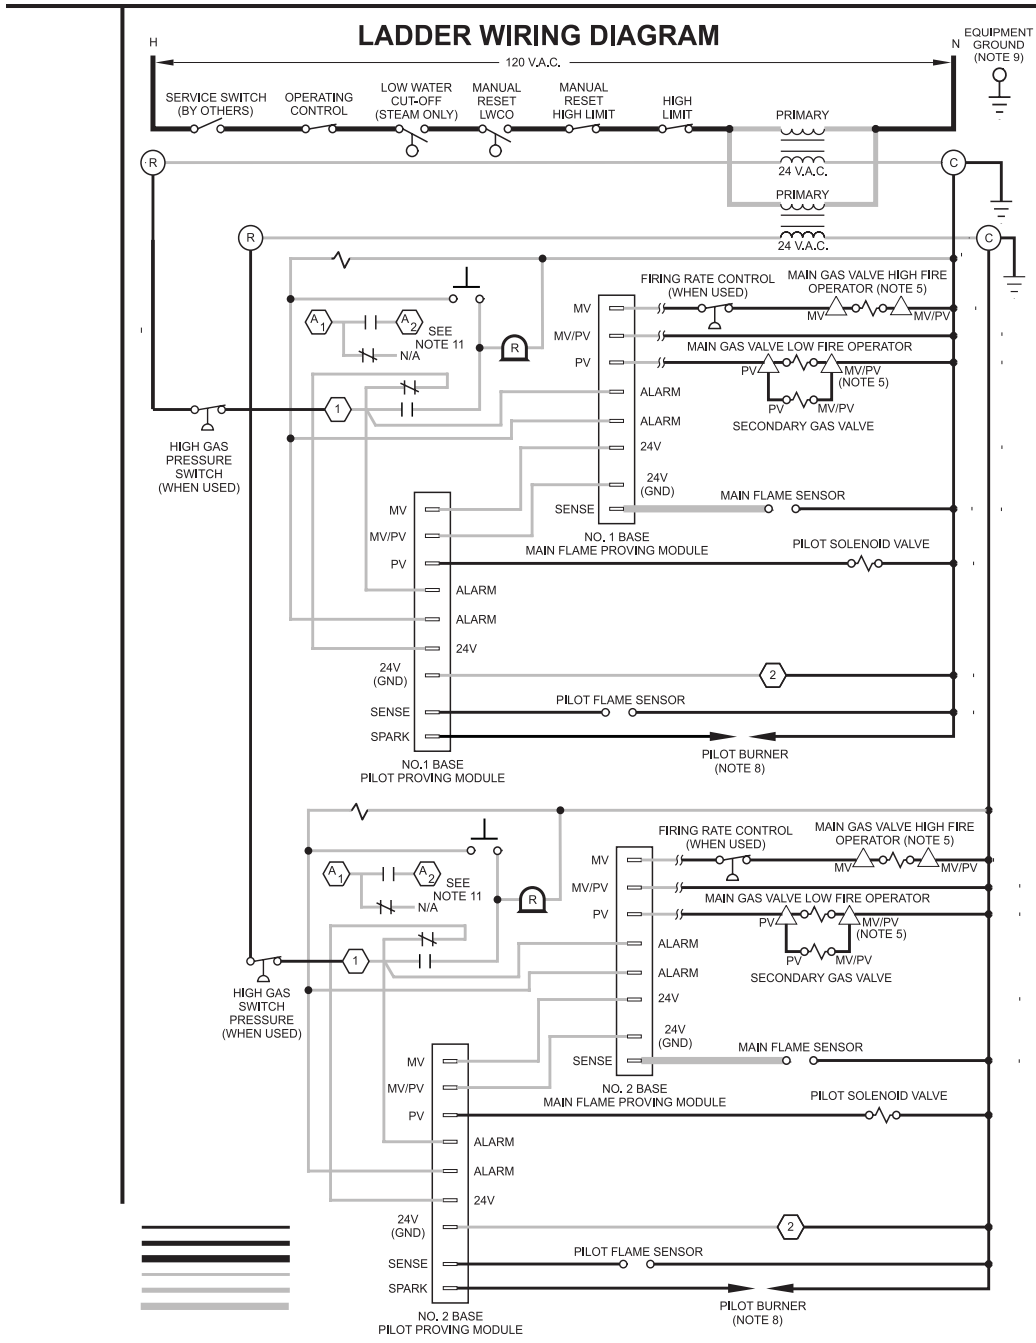 LADDER WIRING DIAGRAM
H
N
EQUIPMENT
GROUND
(NOTE 9)
120 V.A.C.
SERVICE SWITCH
(BY OTHERS)
OPERATING
CONTROL
LOW WATER
CUT-OFF
(STEAM ONLY)
MANUAL
RESET
LWCO
MANUAL
RESET
HIGH LIMIT
HIGH
LIMIT
PRIMARY
R
24 V.A.C.
C
PRIMARY
R
24 V.A.C.
C
FIRING RATE CONTROL
(WHEN USED)
MAIN GAS VALVE HIGH FIRE
OPERATOR (NOTE 5)
MV
MV
MV/PV
A1
A2
SEE
NOTE 11
N/A
R
MV/PV
MAIN GAS VALVE LOW FIRE OPERATOR
PV
PV
MV/PV
(NOTE 5)
PV
MV/PV
SECONDARY GAS VALVE
ALARM
1
ALARM
HIGH GAS
PRESSURE
SWITCH
(WHEN USED)
24V
24V
(GND)
SENSE
MAIN FLAME SENSOR
NO. 1 BASE
MAIN FLAME PROVING MODULE
MV
MV/PV
PV
PILOT SOLENOID VALVE
ALARM
ALARM
24V
24V
(GND)
2
SENSE
PILOT FLAME SENSOR
SPARK
PILOT BURNER
(NOTE 8)
NO.1 BASE
PILOT PROVING MODULE
FIRING RATE CONTROL
(WHEN USED)
MAIN GAS VALVE HIGH FIRE
OPERATOR (NOTE 5)
MV
MV
MV/PV
A1
A2
SEE
NOTE 11
N/A
R
MV/PV
MAIN GAS VALVE LOW FIRE OPERATOR
PV
PV
MV/PV
(NOTE 5)
PV
MV/PV
SECONDARY GAS VALVE
ALARM
1
ALARM
HIGH GAS
SWITCH
PRESSURE
(WHEN USED)
24V
24V
(GND)
SENSE
MAIN FLAME SENSOR
NO. 2 BASE
MAIN FLAME PROVING MODULE
MV
MV/PV
PV
PILOT SOLENOID VALVE
ALARM
ALARM
24V
24V
(GND)
2
SENSE
PILOT FLAME SENSOR
SPARK
PILOT BURNER
(NOTE 8)
NO. 2 BASE
PILOT PROVING MODULE